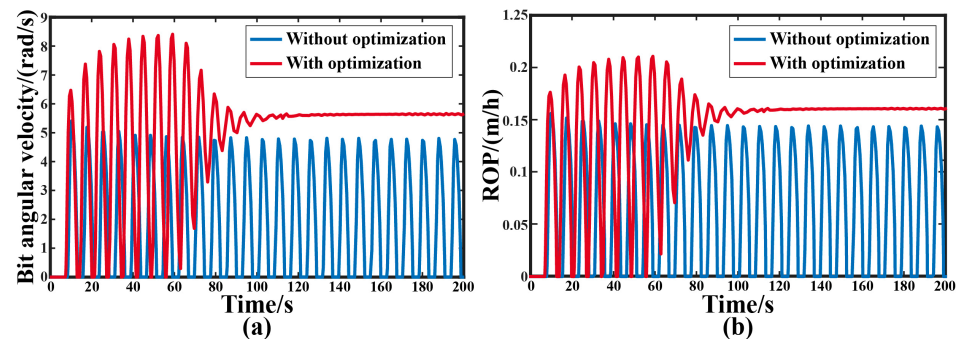 Bit angular velocity/(rad/s)
9
8
7
6
5
4
3
2
1
0
0 20 40 60 80 100 120 140 160 180 200
Time/s
(a)
Without optimization
With optimization
ROP/(m/h)
1.25
0.2
0.15
0.1
0.05
0
0 20 40 60 80 100 120 140 160 180 200
Time/s
(b)
Without optimization
With optimization